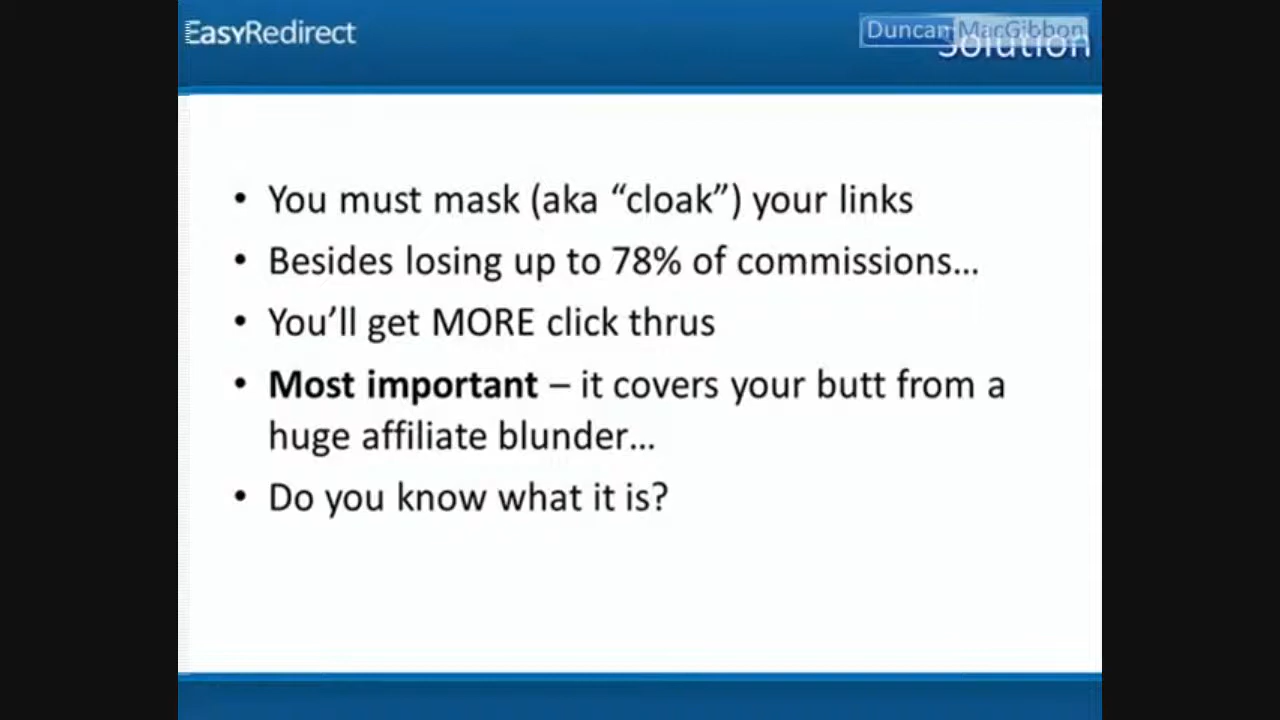 EasyRedirect
Duncan MacGibbon
Solution
• You must mask (aka “cloak”) your links
• Besides losing up to 78% of commissions…
• You’ll get MORE click thrus
• Most important – it covers your butt from a
huge affiliate blunder…
• Do you know what it is?